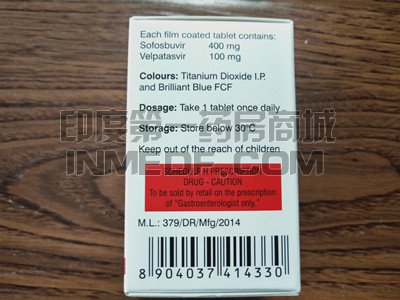 Each film coated tablet contains:
Sofosbuvir 400 mg
Velpatasvir 100 mg
Colours: Titanium Dioxide I.P.
and Brilliant Blue FCF
Dosage: Take 1 tablet once daily
印度第一药房商城
Storage: Store below 30°C
INMEDE.COM
Keep out of the reach of children
SCHEDULE H PRESCRIPTION
DRUG - CAUTION
To be sold by retail on the prescription
of "Gastroenterologist only."
M.L.: 379/DR/Mfg/2014
8 904037 414330